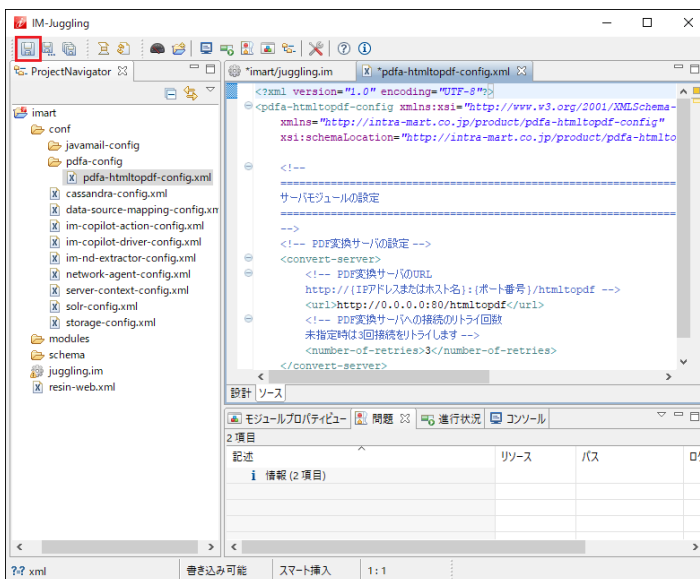 IM-Juggling
ProjectNavigator
imart
conf
javamail-config
pdfa-config
pdfa-htmltopdf-config.xml
cassandra-config.xml
data-source-mapping-config.xm
im-copilot-action-config.xml
im-copilot-driver-config.xml
im-nd-extractor-config.xml
network-agent-config.xml
server-context-config.xml
solr-config.xml
storage-config.xml
modules
schema
juggling.im
resin-web.xml
*imart/juggling.im
*pdfa-htmltopdf-config.xml
<?xml version="1.0" encoding="UTF-8"?>
<pdfa-htmltopdf-config xmlns:xsi="http://www.w3.org/2001/XMLSchema-
xmlns="http://intra-mart.co.jp/product/pdfa-htmltopdf-config"
xsi:schemaLocation="http://intra-mart.co.jp/product/pdfa-htmlto
<!--
==============================================================
サーバモジュールの設定
==============================================================
-->
<!-- PDF変換サーバの設定 -->
<convert-server>
<!-- PDF変換サーバのURL
http://{IPアドレスまたはホスト名}:{ポート番号}/htmltopdf -->
<url>http://0.0.0.0:80/htmltopdf</url>
<!-- PDF変換サーバへの接続のリトライ回数
未指定時は3回接続をリトライします -->
<number-of-retries>3</number-of-retries>
</convert-server>
設計 ソース
モジュールプロパティビュー 問題 進行状況 コンソール
2 項目
記述 リソース パス ロケ
情報 (2 項目)
xml 書き込み可能 スマート挿入 1:1